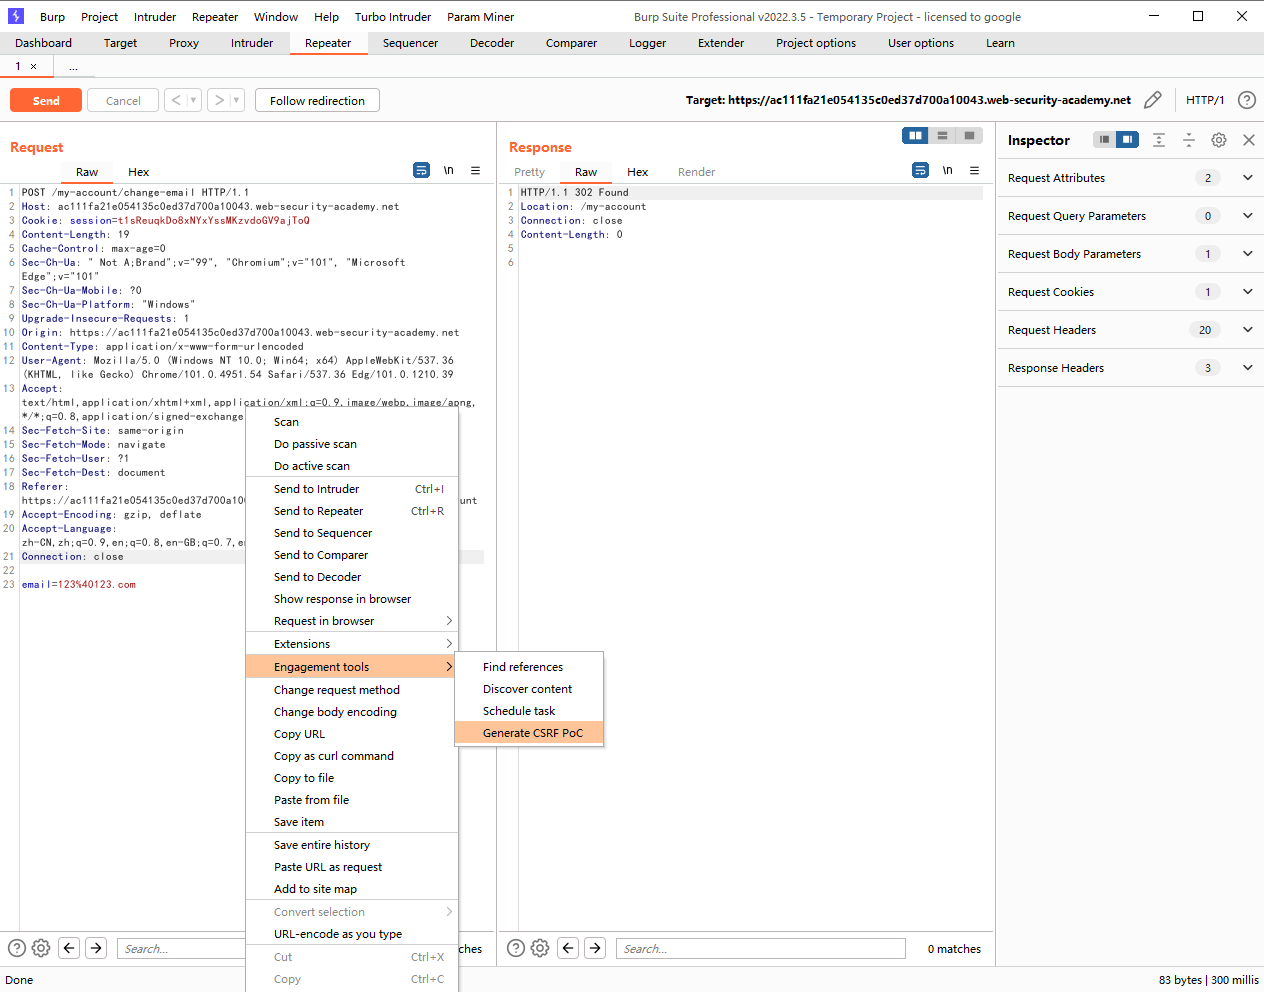 Burp Project Intruder Repeater Window Help Turbo Intruder Param Miner
Burp Suite Professional v2022.3.5 - Temporary Project - licensed to google
Dashboard Target Proxy Intruder Repeater Sequencer Decoder Comparer Logger Extender Project options User options Learn
1 × ...
Send Cancel < > Follow redirection
Target: https://ac111fa21e054135c0ed37d700a10043.web-security-academy.net
HTTP/1 ?
Request
Raw Hex
\n
1 POST /my-account/change-email HTTP/1.1
2 Host: ac111fa21e054135c0ed37d700a10043.web-security-academy.net
3 Cookie: session=t1sReuqkDo8xNYxYssMKzvdoGV9ajToQ
4 Content-Length: 19
5 Cache-Control: max-age=0
6 Sec-Ch-Ua: " Not A;Brand";v="99", "Chromium";v="101", "Microsoft
Edge";v="101"
7 Sec-Ch-Ua-Mobile: ?0
8 Sec-Ch-Ua-Platform: "Windows"
9 Upgrade-Insecure-Requests: 1
10 Origin: https://ac111fa21e054135c0ed37d700a10043.web-security-academy.net
11 Content-Type: application/x-www-form-urlencoded
12 User-Agent: Mozilla/5.0 (Windows NT 10.0; Win64; x64) AppleWebKit/537.36
(KHTML, like Gecko) Chrome/101.0.4951.54 Safari/537.36 Edg/101.0.1210.39
13 Accept:
text/html,application/xhtml+xml,application/xml;q=0.9,image/webp,image/apng,
*/*;q=0.8,application/signed-exchange
14 Sec-Fetch-Site: same-origin
15 Sec-Fetch-Mode: navigate
16 Sec-Fetch-User: ?1
17 Sec-Fetch-Dest: document
18 Referer:
https://ac111fa21e054135c0ed37d700a100 unt
19 Accept-Encoding: gzip, deflate
20 Accept-Language:
zh-CN,zh;q=0.9,en;q=0.8,en-GB;q=0.7,en
21 Connection: close
22
23 email=123%40123.com
Scan
Do passive scan
Do active scan
Send to Intruder Ctrl+I
Send to Repeater Ctrl+R
Send to Sequencer
Send to Comparer
Send to Decoder
Show response in browser
Request in browser >
Extensions >
Engagement tools >
Change request method
Change body encoding
Copy URL
Copy as curl command
Copy to file
Paste from file
Save item
Save entire history
Paste URL as request
Add to site map
Convert selection >
URL-encode as you type
Cut Ctrl+X
Copy Ctrl+C
Find references
Discover content
Schedule task
Generate CSRF PoC
Response
Pretty Raw Hex Render
\n
1 HTTP/1.1 302 Found
2 Location: /my-account
3 Connection: close
4 Content-Length: 0
5
6
Inspector
Request Attributes 2
Request Query Parameters 0
Request Body Parameters 1
Request Cookies 1
Request Headers 20
Response Headers 3
? Search... ches
? Search... 0 matches
Done
83 bytes | 300 millis